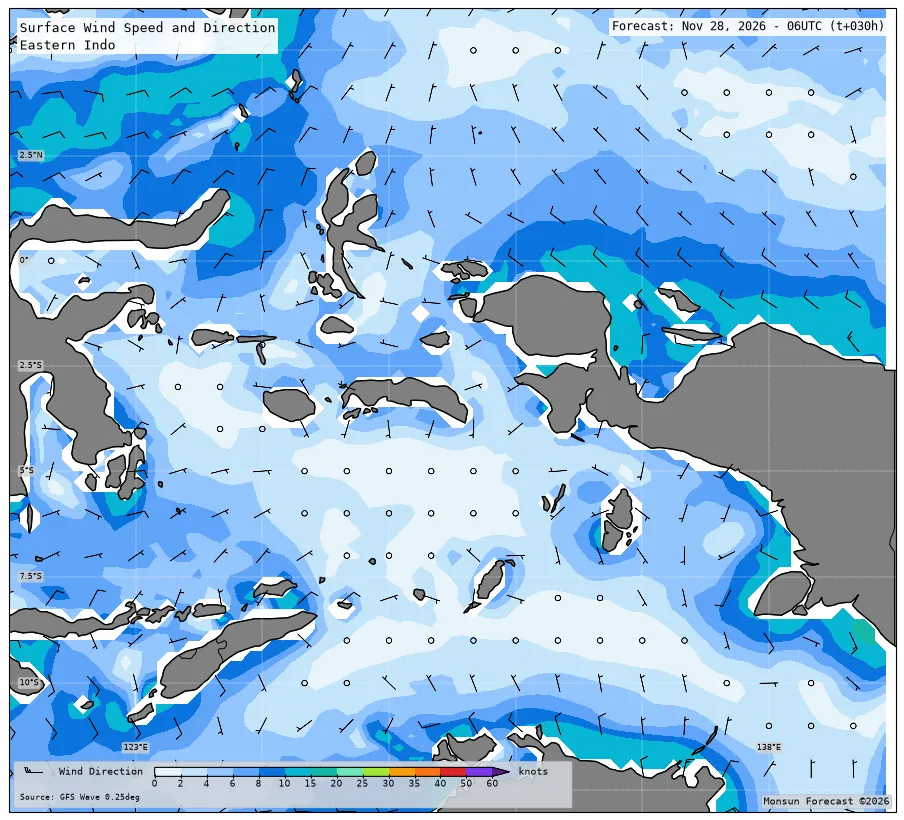 Surface Wind Speed and Direction
Eastern Indo
Forecast: Nov 28, 2026 - 06UTC (t+030h)
2.5°N
0°
2.5°S
5°S
7.5°S
10°S
123°E
138°E
Wind Direction
knots
0 2 4 6 8 10 15 20 25 30 35 40 50 60
Source: GFS Wave 0.25deg
Monsun Forecast ©2026